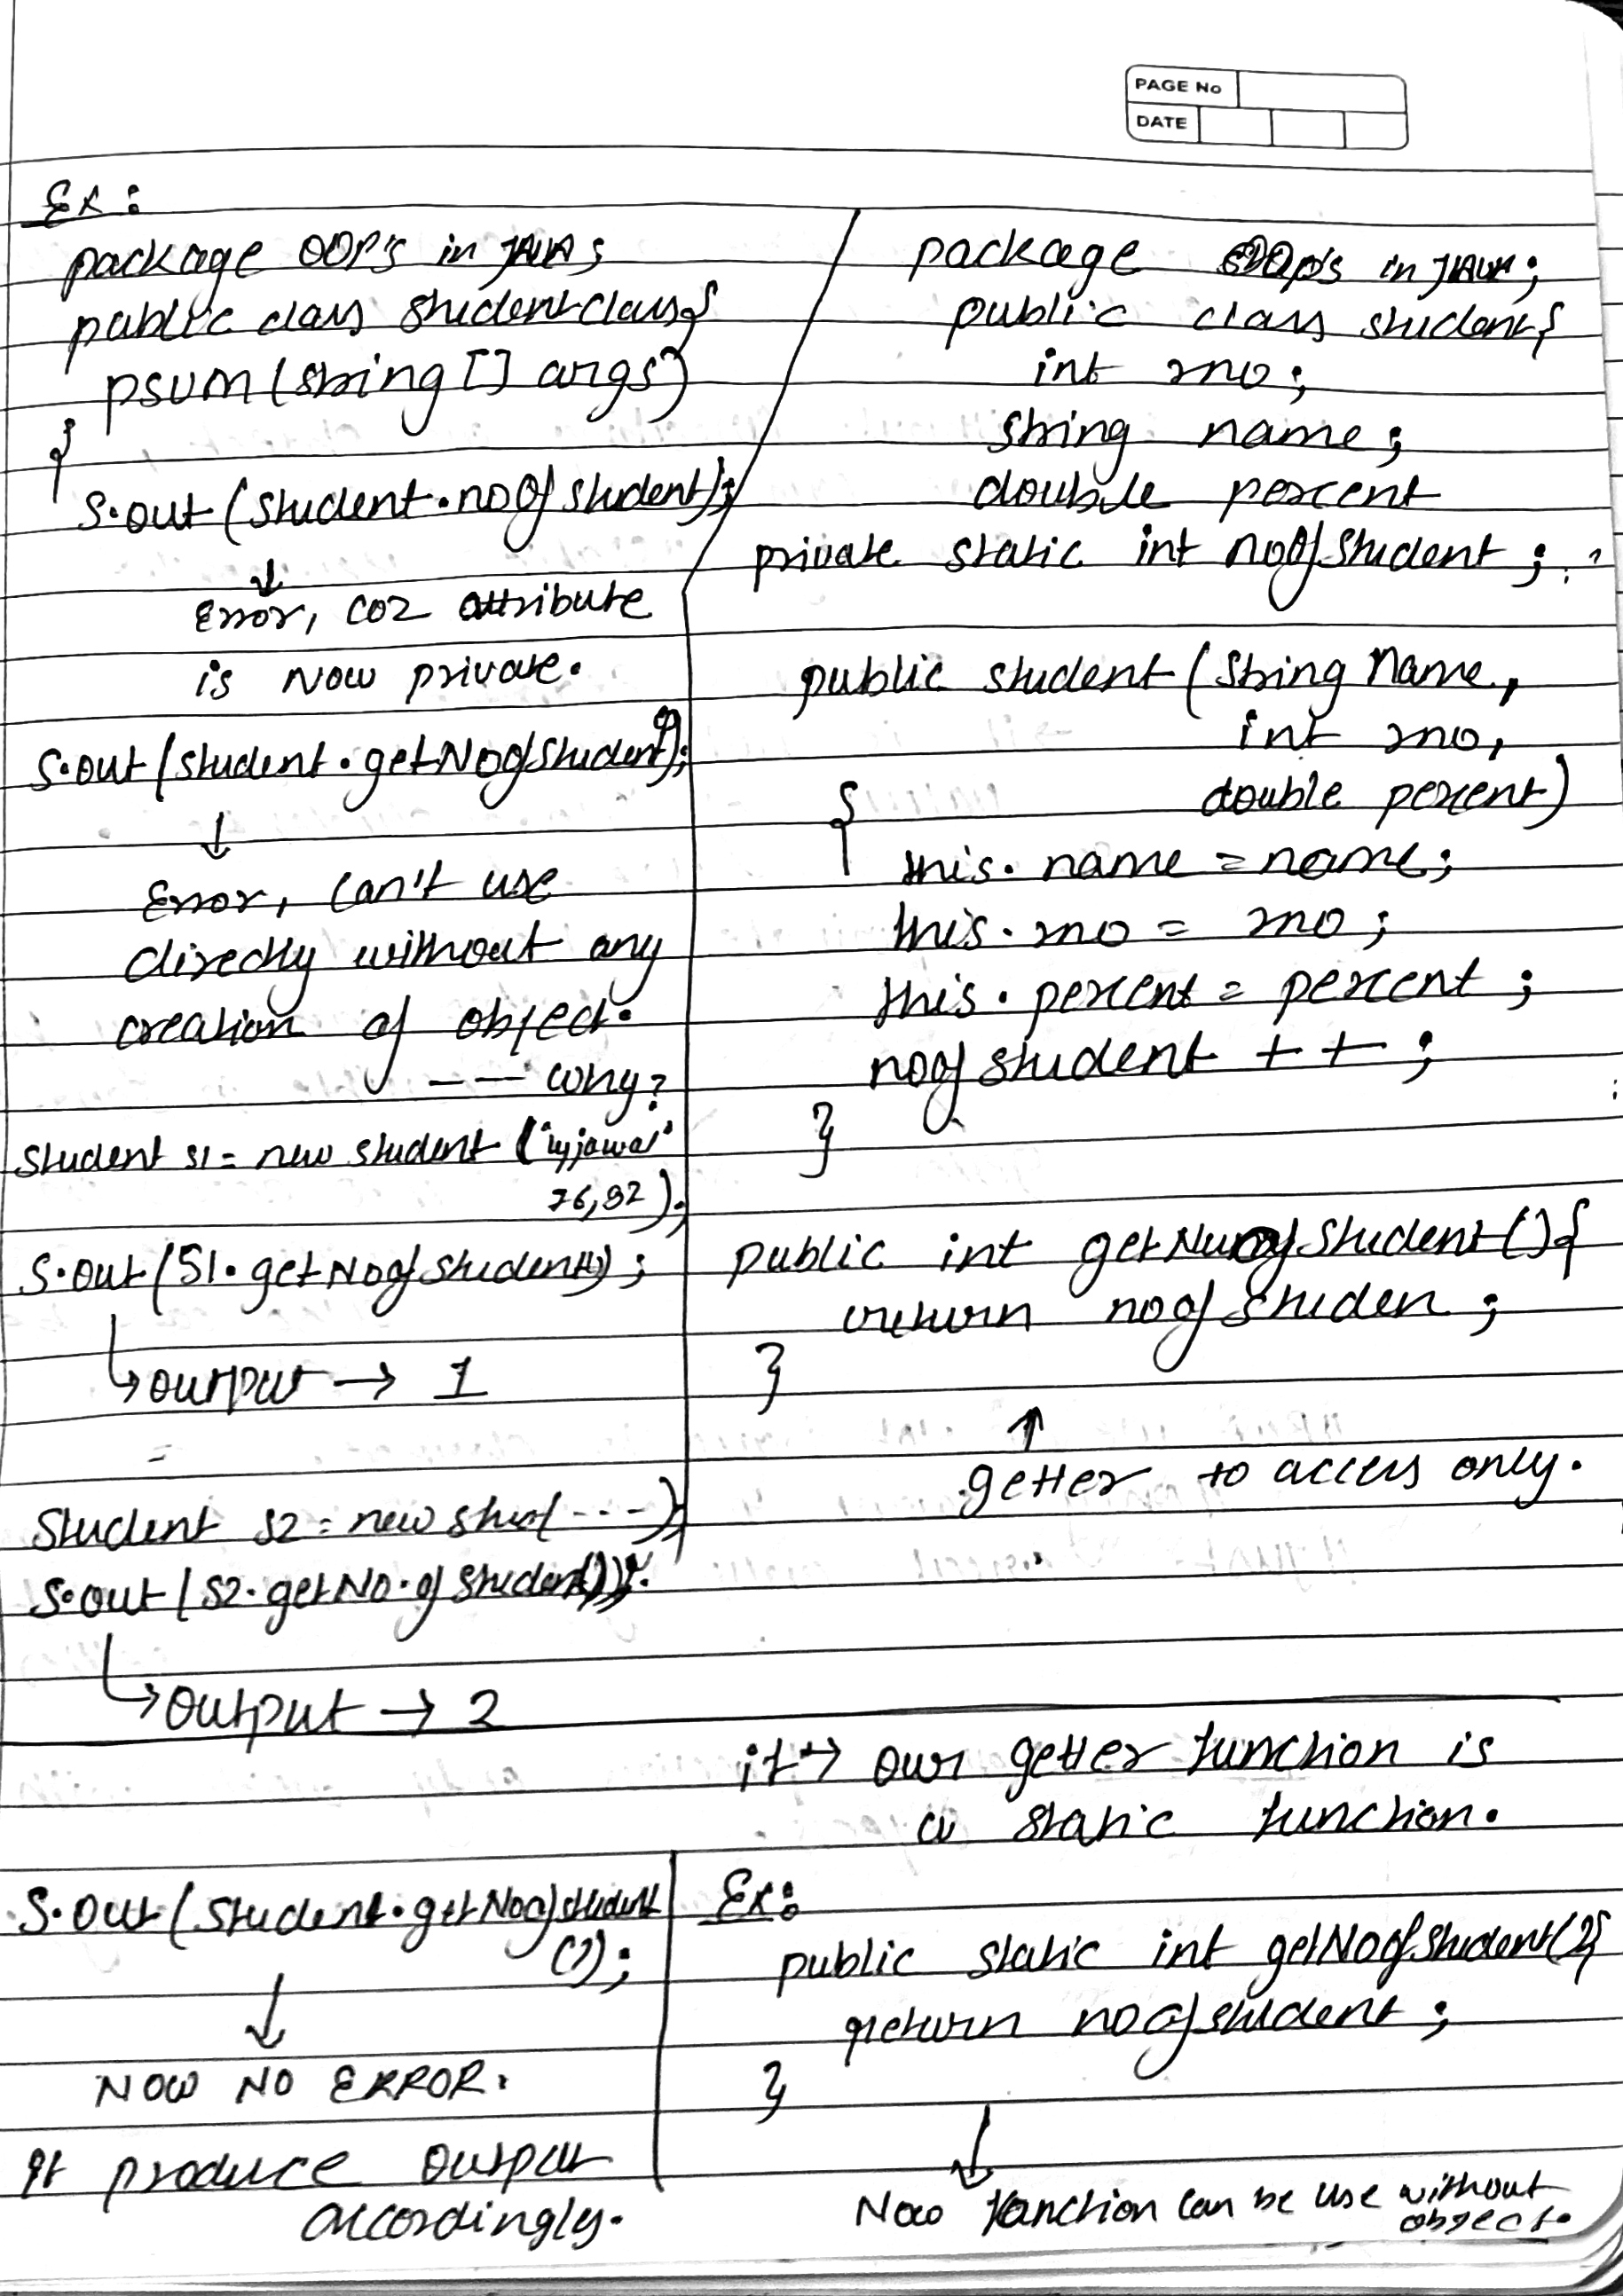 PAGE No
DATE
Ex:
package OOP's in JAVA;
public class studentclass{
psvm (string [] args)
{
S.out (student.noofstudent);
↓
Error, coz attribute
is now private.
S.out (student.getNoofstudent());
↓
Error, can't use
directly without any
creation of object.
-- why?
student s1 = new student ("ujjawal"
76,92);
S.out (S1.getNoofstudent());
↳ output → 1
Student s2 = new stud(---);
S.out (s2.getNo.of student());
↳ output → 2
package OOPs in JAVA;
public class student{
int rno;
string name;
double percent
private static int noofstudent;
public student (String Name,
int rno,
double percent)
{
this.name = name;
this.rno = rno;
this.percent = percent;
noofstudent ++;
}
public int getNumofstudent(){
return noofstuden;
}
↑
getter to access only.
if → our getter function is
a static function.
S.out (student.getNoofstudent
());
↓
NOW NO ERROR.
It produce output
accordingly.
Ex:
public static int getNoofstudent(){
return noofstudent;
}
↓
Now function can be use without
object.